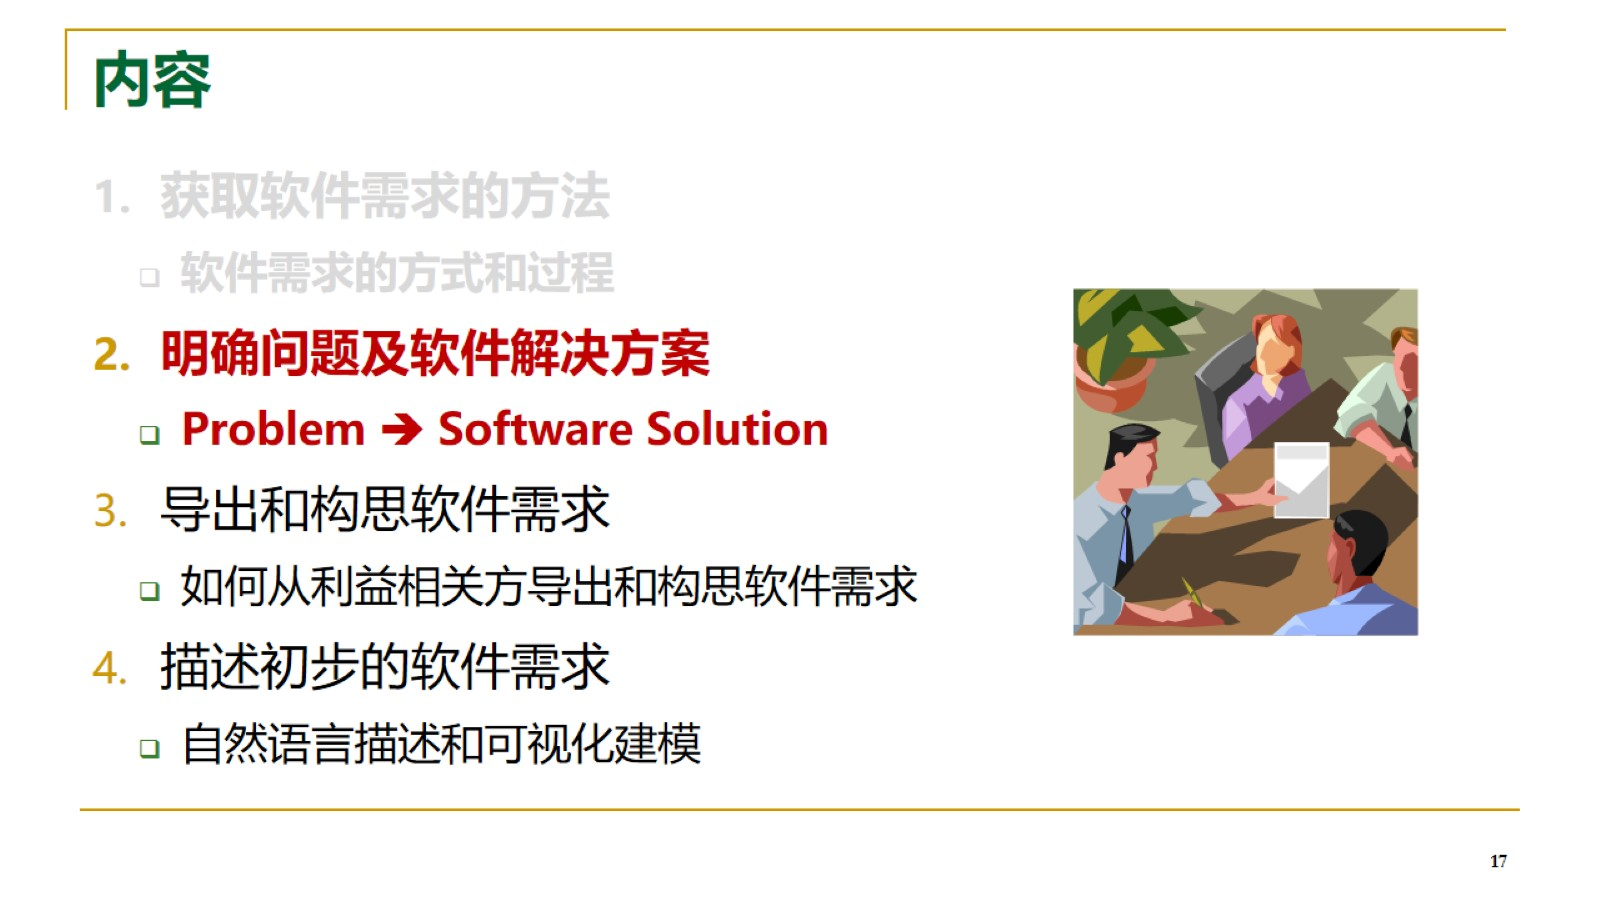 内容
1. 获取软件需求的方法
❑ 软件需求的方式和过程
2. 明确问题及软件解决方案
❑ Problem ➔ Software Solution
3. 导出和构思软件需求
❑ 如何从利益相关方导出和构思软件需求
4. 描述初步的软件需求
❑ 自然语言描述和可视化建模
17